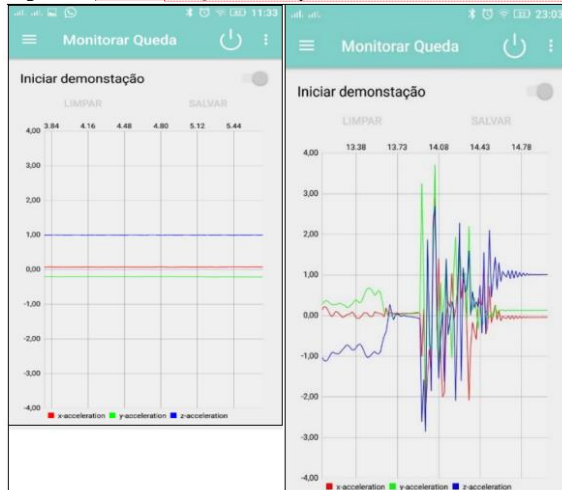 11:33
Monitorar Queda
Iniciar demonstação
LIMPAR SALVAR
3.84 4.16 4.48 4.80 5.12 5.44
4,00
3,00
2,00
1,00
0,00
-1,00
-2,00
-3,00
-4,00
x-acceleration y-acceleration z-acceleration
23:03
Monitorar Queda
Iniciar demonstação
LIMPAR SALVAR
13.38 13.73 14.08 14.43 14.78
4,00
3,00
2,00
1,00
0,00
-1,00
-2,00
-3,00
-4,00
x-acceleration y-acceleration z-acceleration